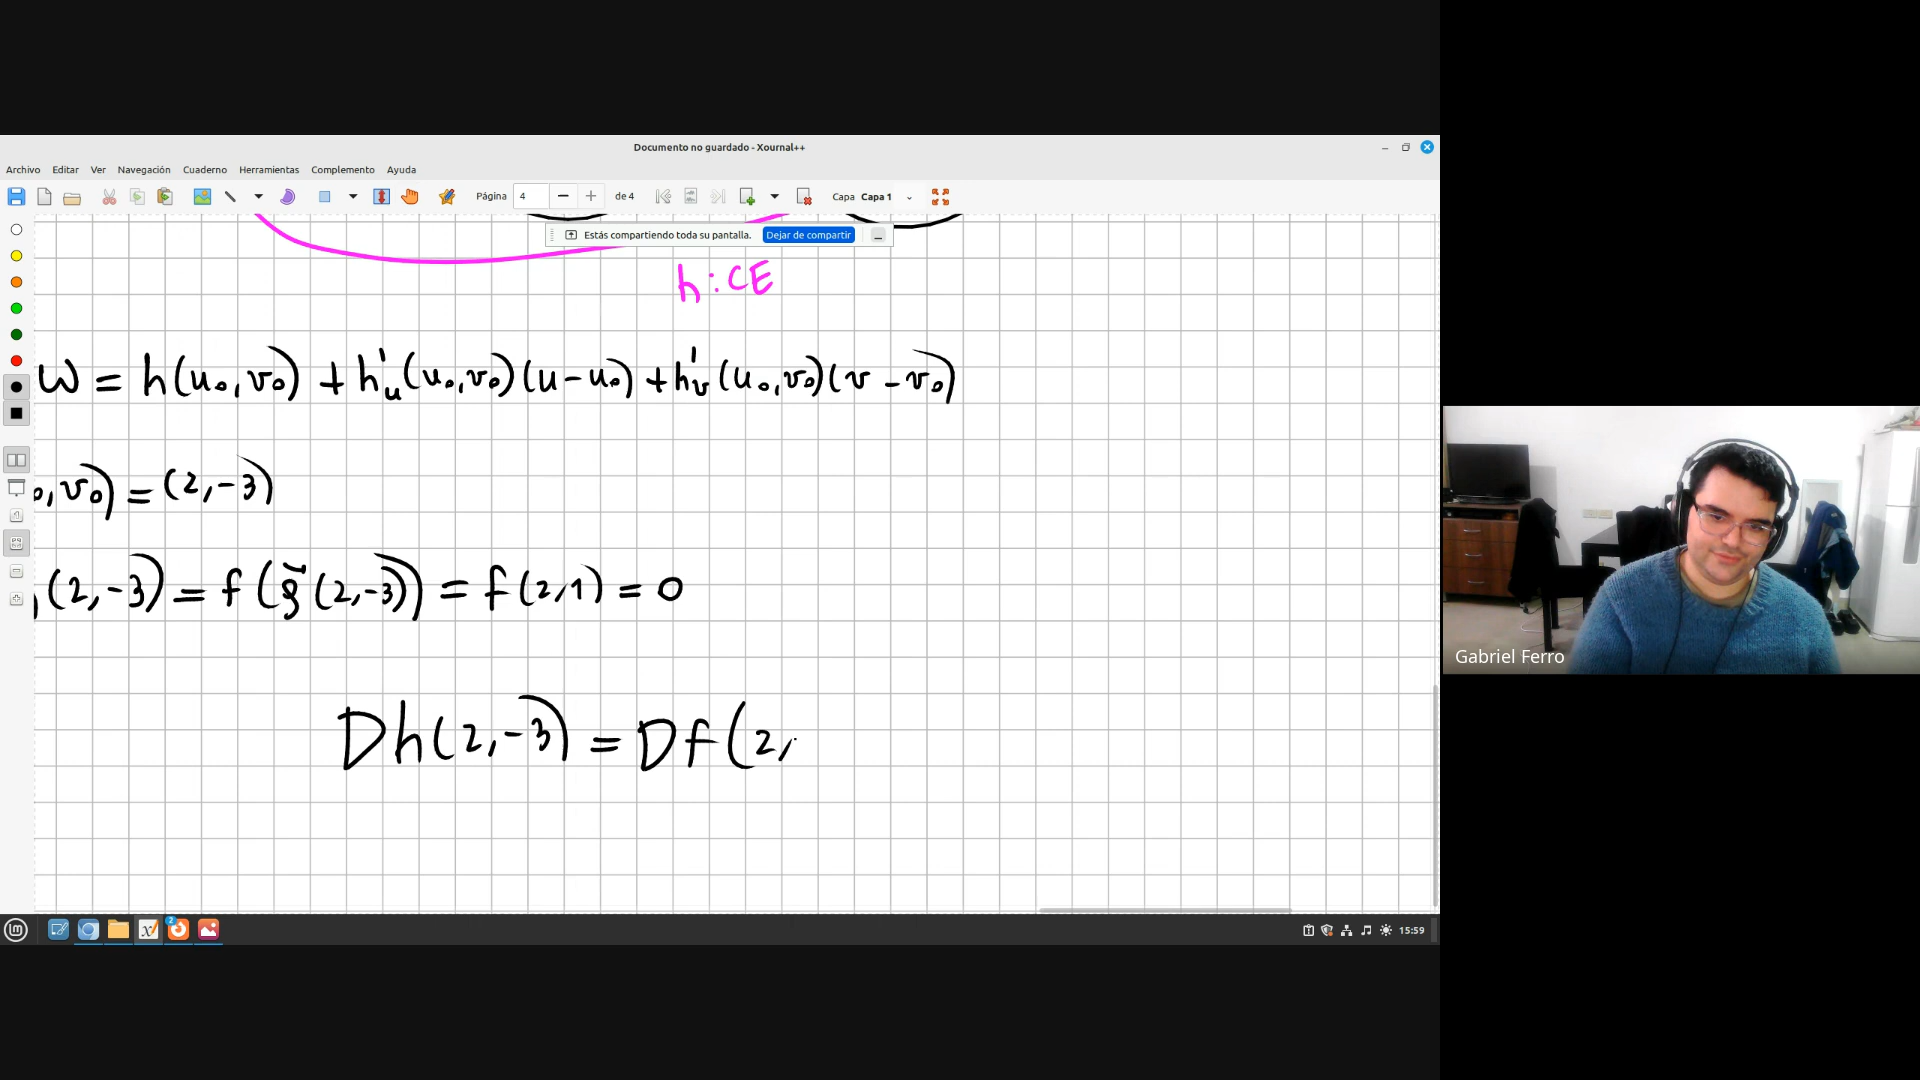 Documento no guardado - Xournal++
Archivo Editar Ver Navegación Cuaderno Herramientas Complemento Ayuda
Página 4 de 4 Capa Capa 1
Estás compartiendo toda su pantalla. Dejar de compartir
h : CE
W = h(u₀,v₀) + h'ᵤ(u₀,v₀)(u-u₀) + h'ᵥ(u₀,v₀)(v-v₀)
₀,v₀) = (2,-3)
(2,-3) = f(g̃(2,-3)) = f(2,1) = 0
Dh(2,-3) = Df(2,
Gabriel Ferro
2
15:59